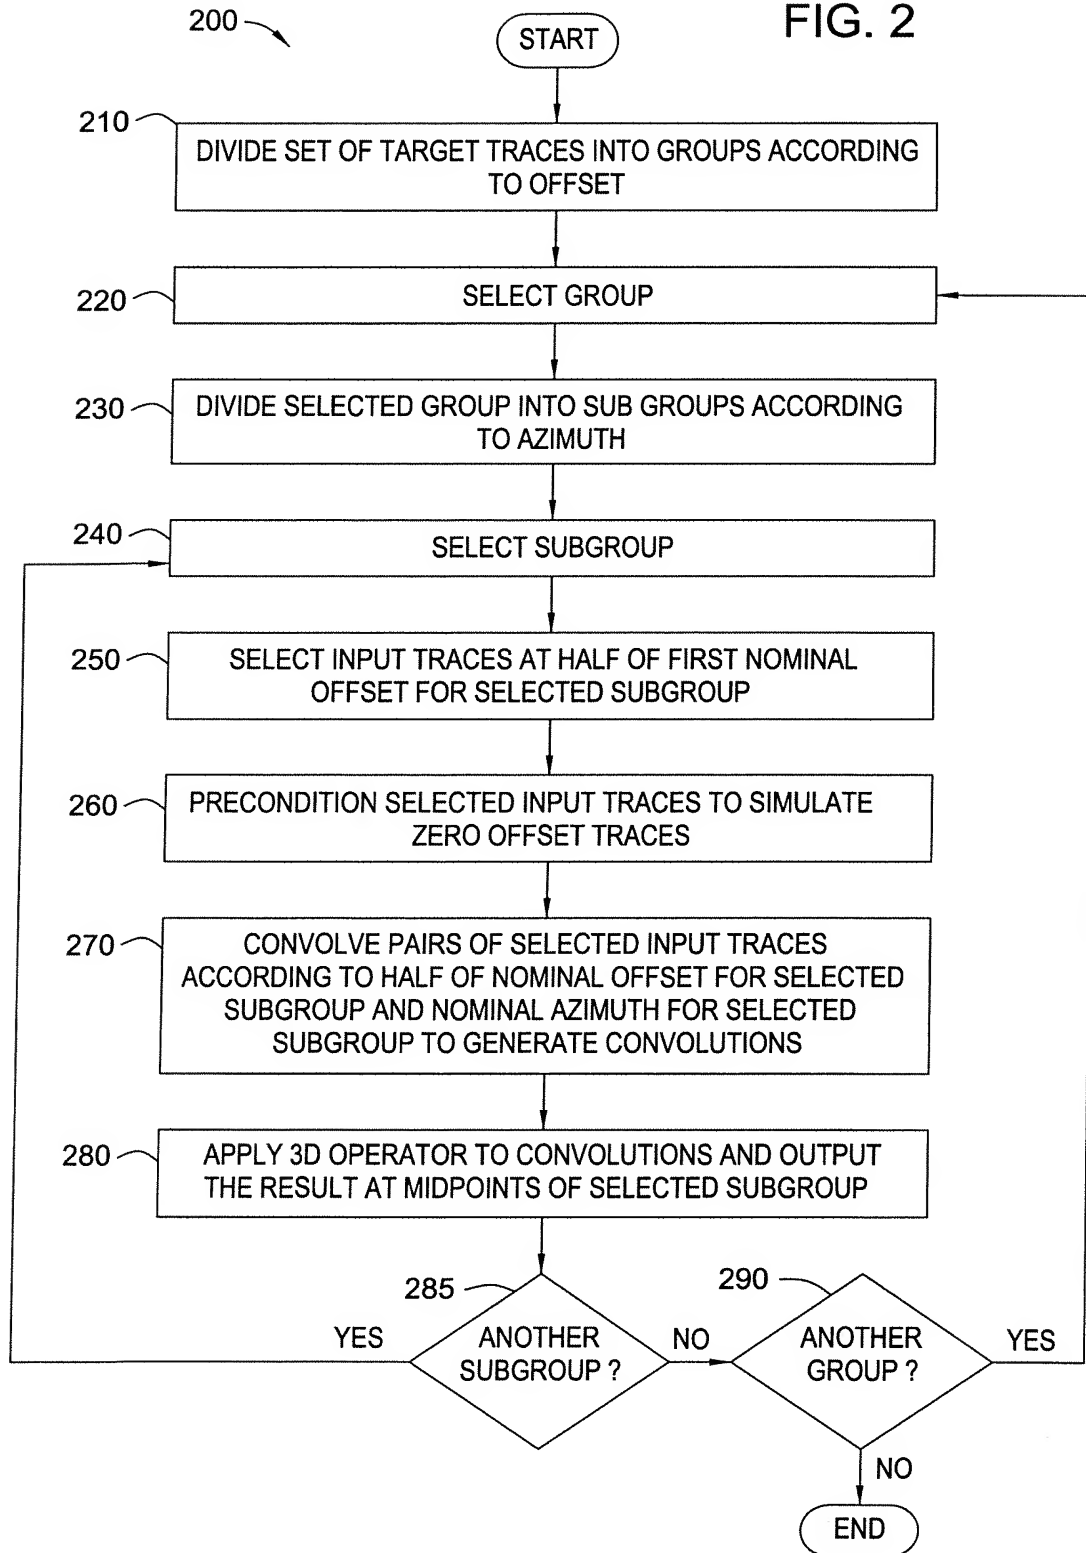 FIG. 2
200
START
210
DIVIDE SET OF TARGET TRACES INTO GROUPS ACCORDING
TO OFFSET
220
SELECT GROUP
230
DIVIDE SELECTED GROUP INTO SUB GROUPS ACCORDING
TO AZIMUTH
240
SELECT SUBGROUP
250
SELECT INPUT TRACES AT HALF OF FIRST NOMINAL
OFFSET FOR SELECTED SUBGROUP
260
PRECONDITION SELECTED INPUT TRACES TO SIMULATE
ZERO OFFSET TRACES
270
CONVOLVE PAIRS OF SELECTED INPUT TRACES
ACCORDING TO HALF OF NOMINAL OFFSET FOR SELECTED
SUBGROUP AND NOMINAL AZIMUTH FOR SELECTED
SUBGROUP TO GENERATE CONVOLUTIONS
280
APPLY 3D OPERATOR TO CONVOLUTIONS AND OUTPUT
THE RESULT AT MIDPOINTS OF SELECTED SUBGROUP
285
290
YES
ANOTHER
SUBGROUP ?
NO
ANOTHER
GROUP ?
YES
NO
END